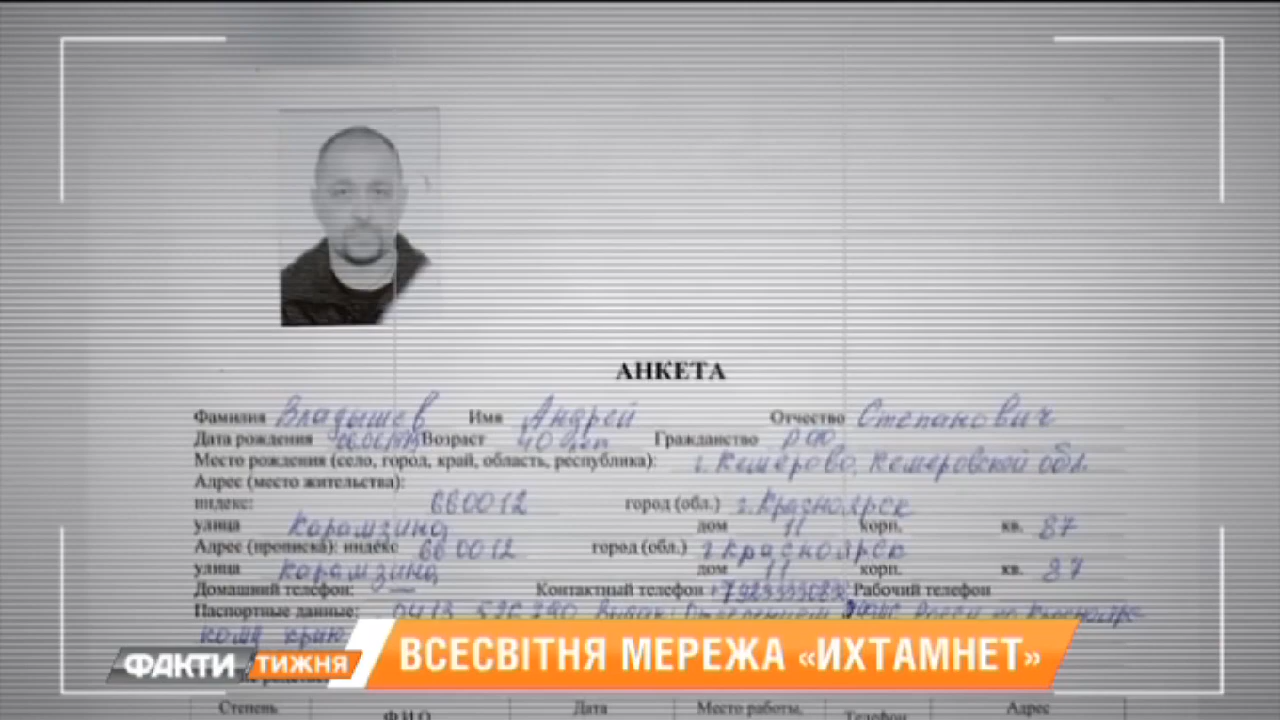 АНКЕТА
Фамилия Владышев Имя Андрей Отчество Степанович
Дата рождения Возраст 40 Гражданство РФ
Место рождения (село, город, край, область, республика): г. Кемерово, Кемеровской обл.
Адрес (место жительства):
индекс: 660012 город (обл.) г. Красноярск
улица Карамзина дом 11 корп. кв. 87
Адрес (прописка): индекс 660012 город (обл.) г Красноярск
улица Карамзина дом 11 корп. кв. 87
Домашний телефон: — Контактный телефон Рабочий телефон
Паспортные данные:
ФАКТИ ТИЖНЯ ВСЕСВІТНЯ МЕРЕЖА «ИХТАМНЕТ»
Степень Ф.И.О. Дата Место работы, Телефон Адрес